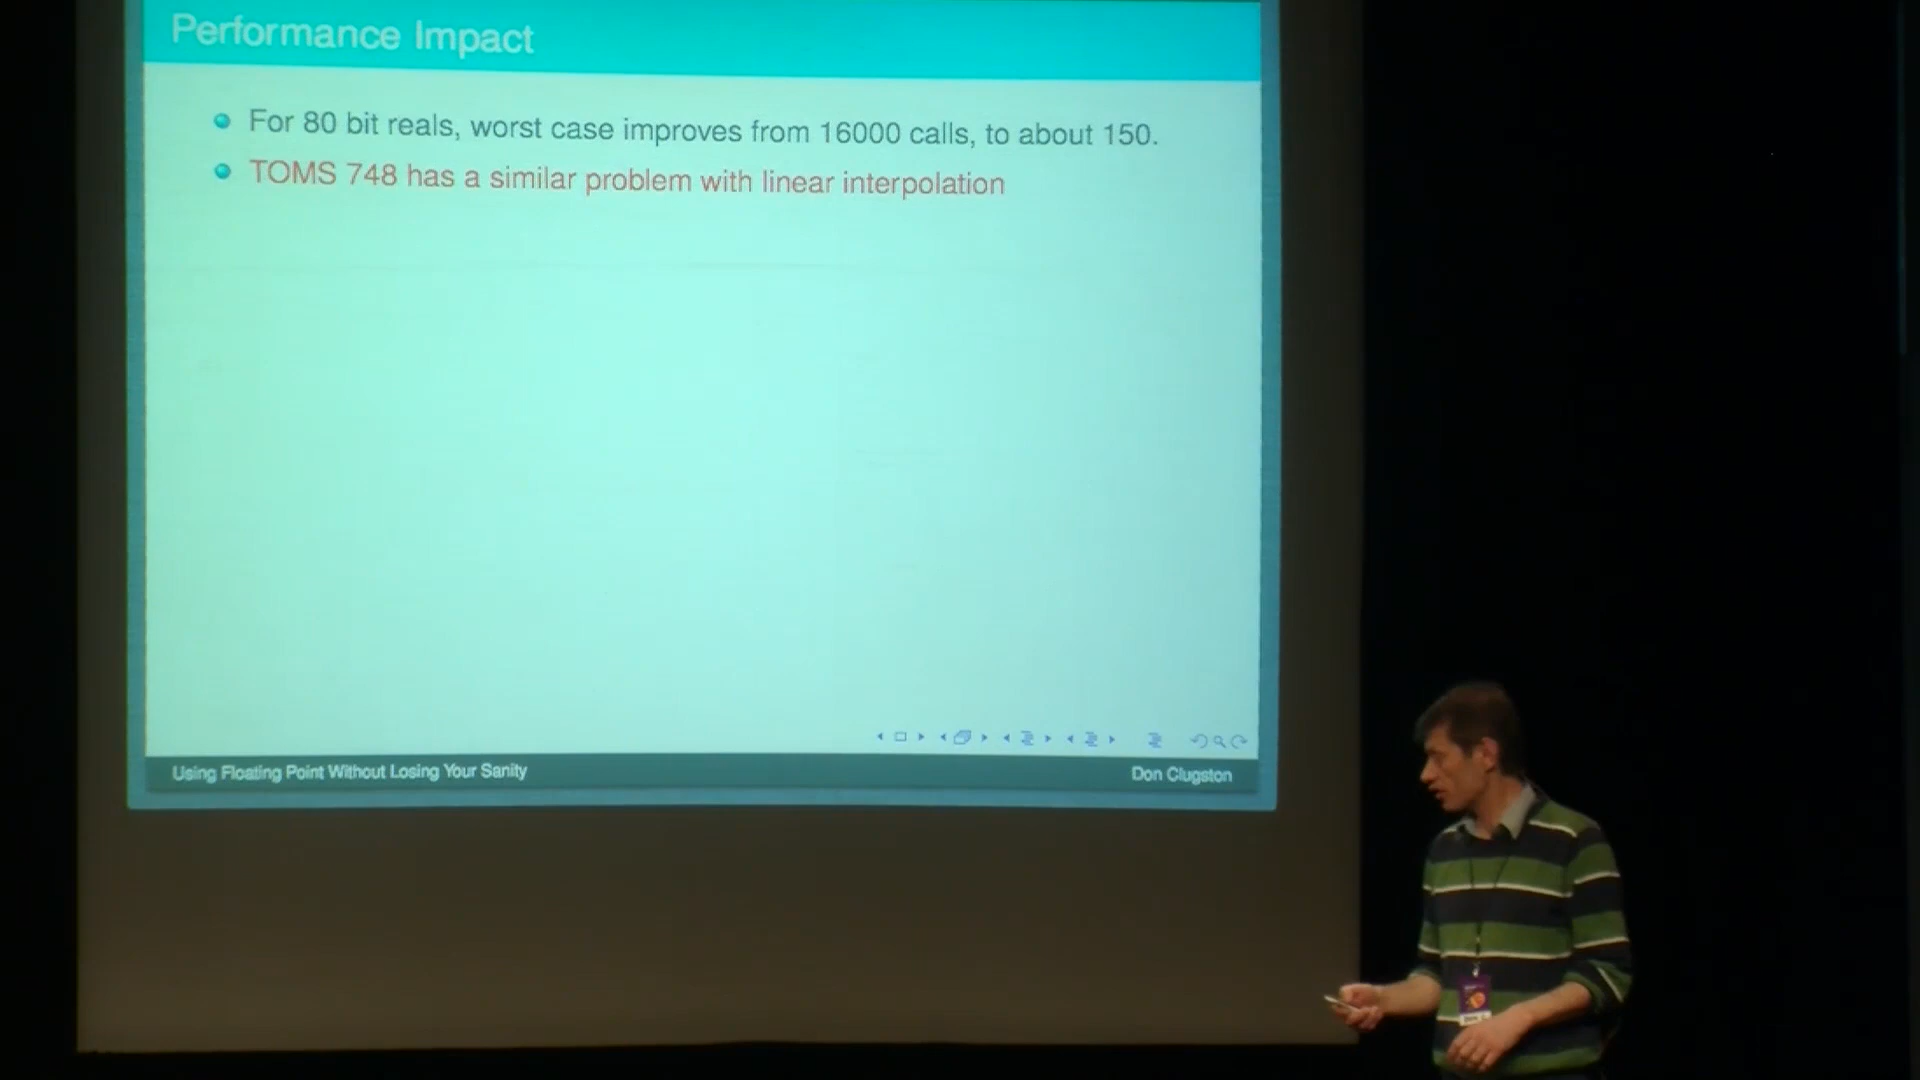 Performance Impact
For 80 bit reals, worst case improves from 16000 calls, to about 150.
TOMS 748 has a similar problem with linear interpolation
Using Floating Point Without Losing Your Sanity
Don Clugston